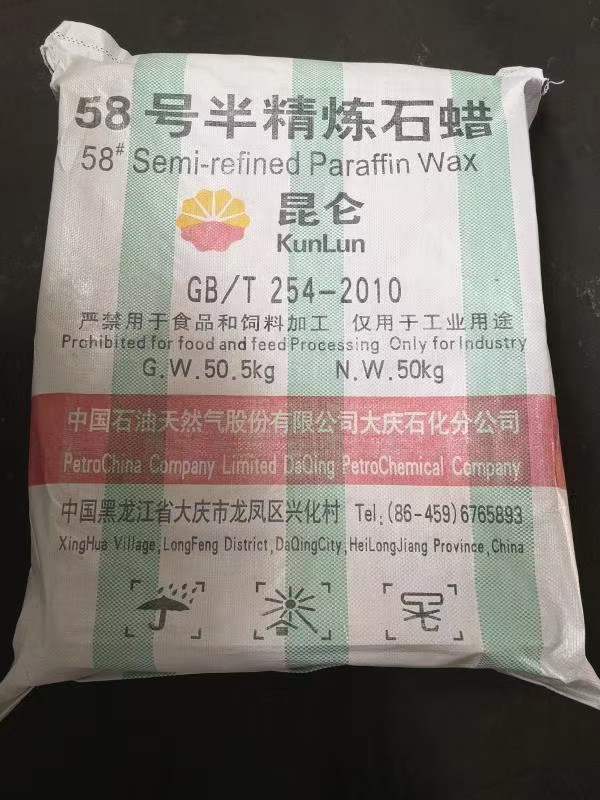 58号半精炼石蜡
58# Semi-refined Paraffin Wax
昆仑
KunLun
GB/T 254-2010
严禁用于食品和饲料加工 仅用于工业用途
Prohibited for food and feed Processing Only for Industry
G.W.50.5kg N.W.50kg
中国石油天然气股份有限公司大庆石化分公司
PetroChina Company Limited DaQing PetroChemical Company
中国黑龙江省大庆市龙凤区兴化村 Tel:(86-459)6765893
XingHua Village,LongFeng District,DaQingCity,HeiLongJiang Province,China